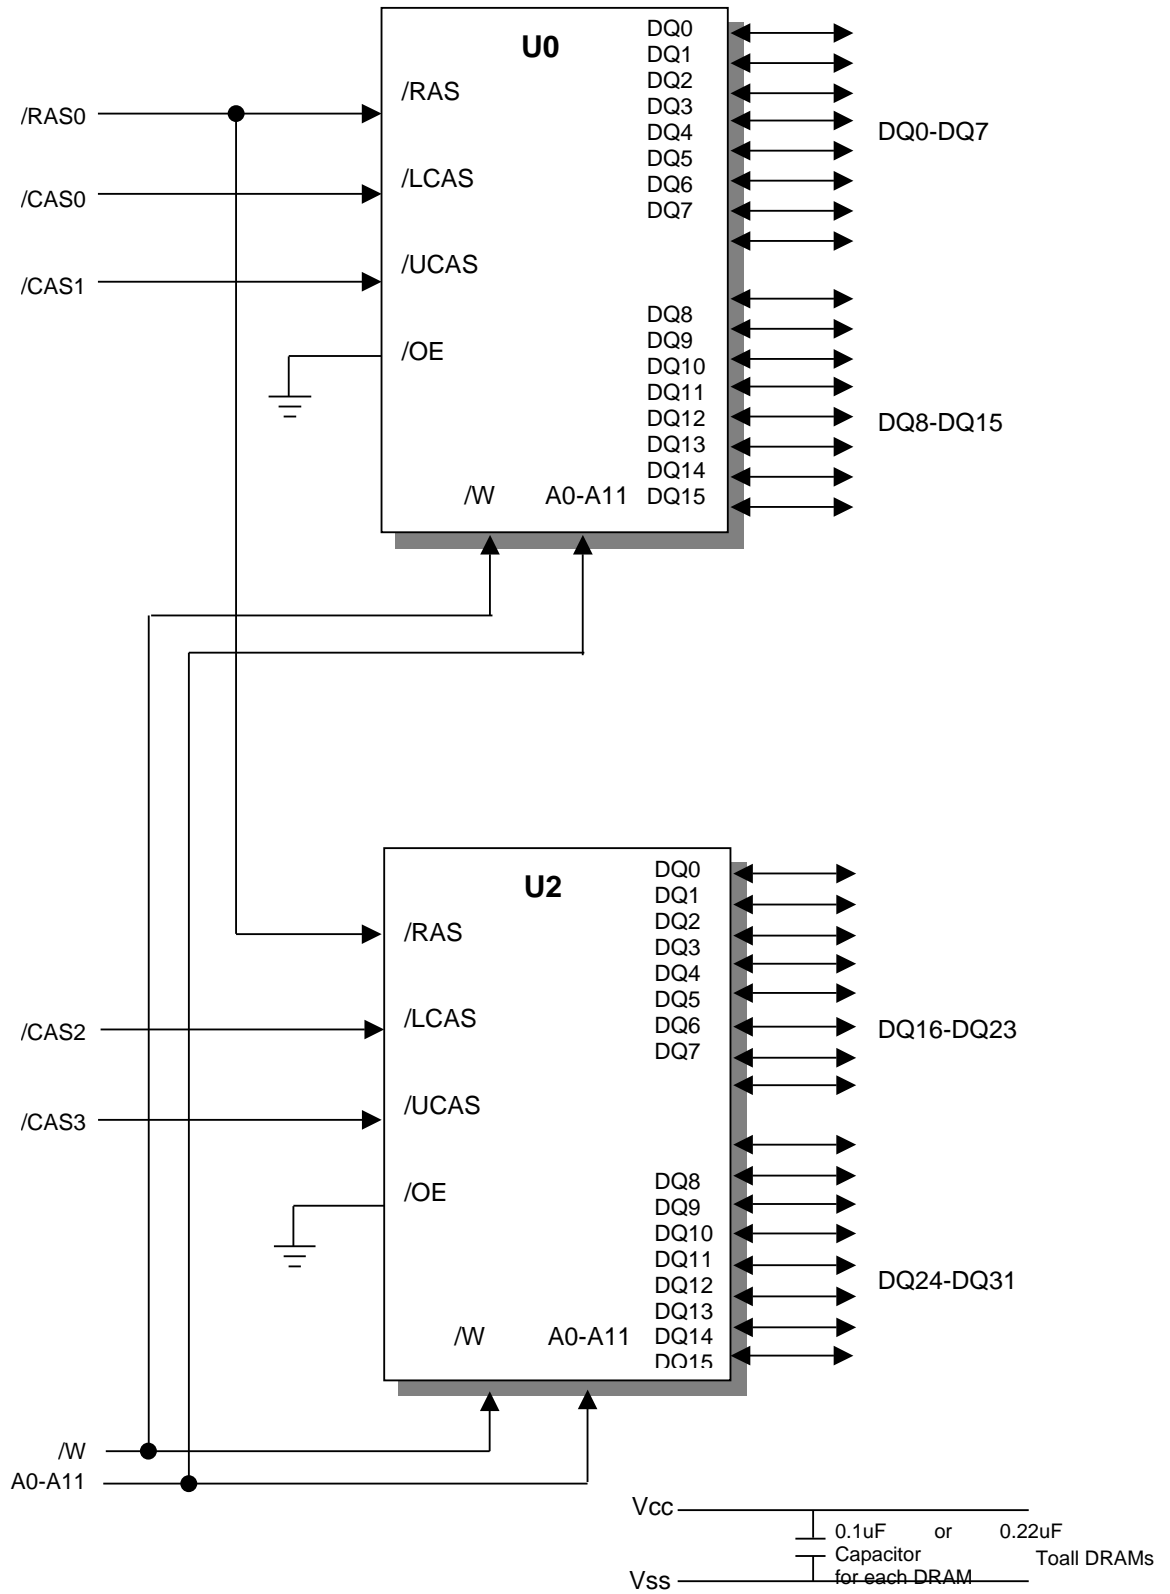 U0
/RAS0
/RAS
/CAS0
/LCAS
/CAS1
/UCAS
/OE
/W
A0-A11
DQ0
DQ1
DQ2
DQ3
DQ4
DQ5
DQ6
DQ7
DQ8
DQ9
DQ10
DQ11
DQ12
DQ13
DQ14
DQ15
DQ0-DQ7
DQ8-DQ15
U2
/RAS
/CAS2
/LCAS
/CAS3
/UCAS
/OE
/W
A0-A11
DQ0
DQ1
DQ2
DQ3
DQ4
DQ5
DQ6
DQ7
DQ8
DQ9
DQ10
DQ11
DQ12
DQ13
DQ14
DQ15
DQ16-DQ23
DQ24-DQ31
/W
A0-A11
Vcc
0.1uF or 0.22uF
Capacitor
for each DRAM
Toall DRAMs
Vss